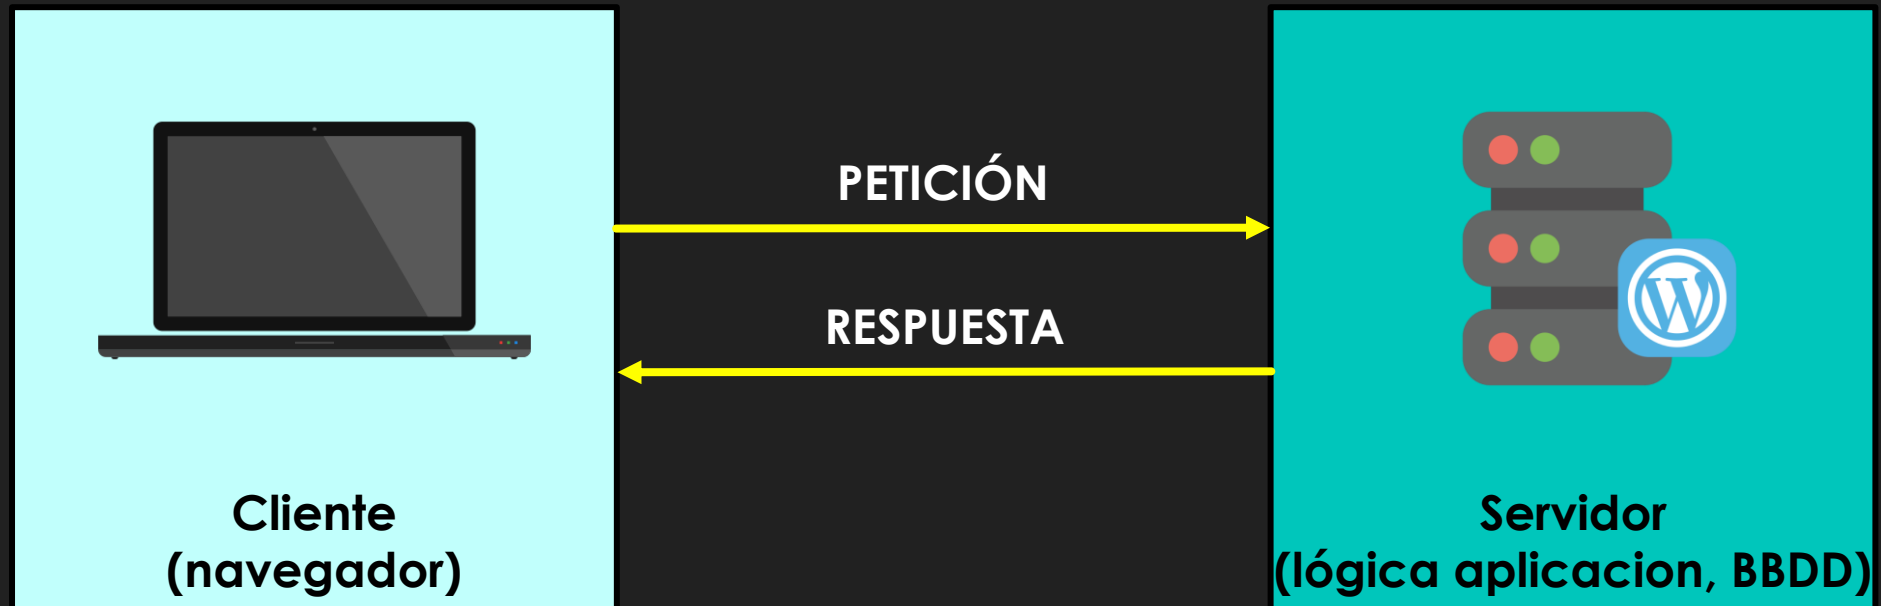 PETICIÓN
RESPUESTA
Cliente
(navegador)
Servidor
(lógica aplicacion, BBDD)